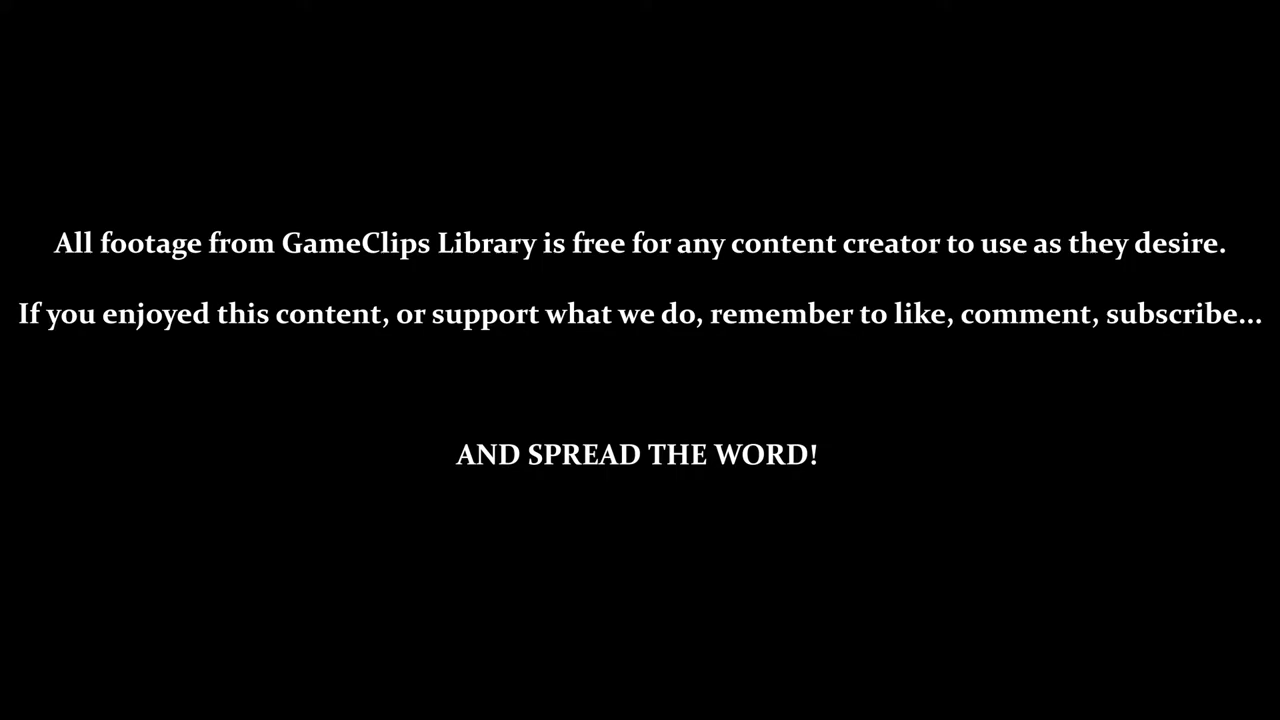 All footage from GameClips Library is free for any content creator to use as they desire.
If you enjoyed this content, or support what we do, remember to like, comment, subscribe...
AND SPREAD THE WORD!